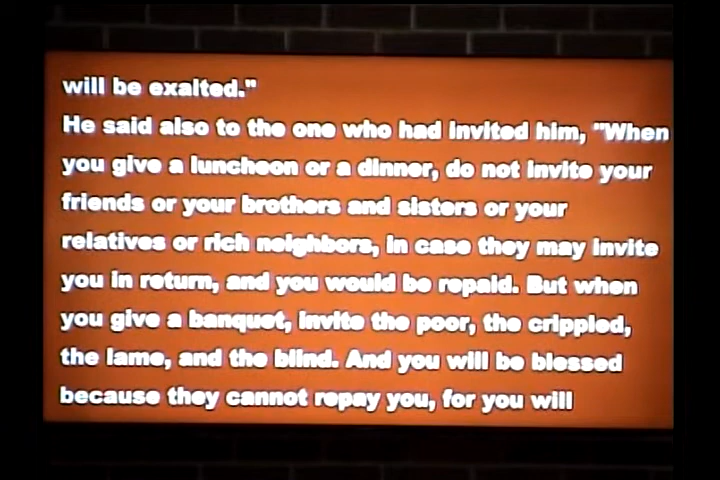 will be exalted."
He said also to the one who had invited him, "When
you give a luncheon or a dinner, do not invite your
friends or your brothers and sisters or your
relatives or rich neighbors, in case they may invite
you in return, and you would be repaid. But when
you give a banquet, invite the poor, the crippled,
the lame, and the blind. And you will be blessed
because they cannot repay you, for you will